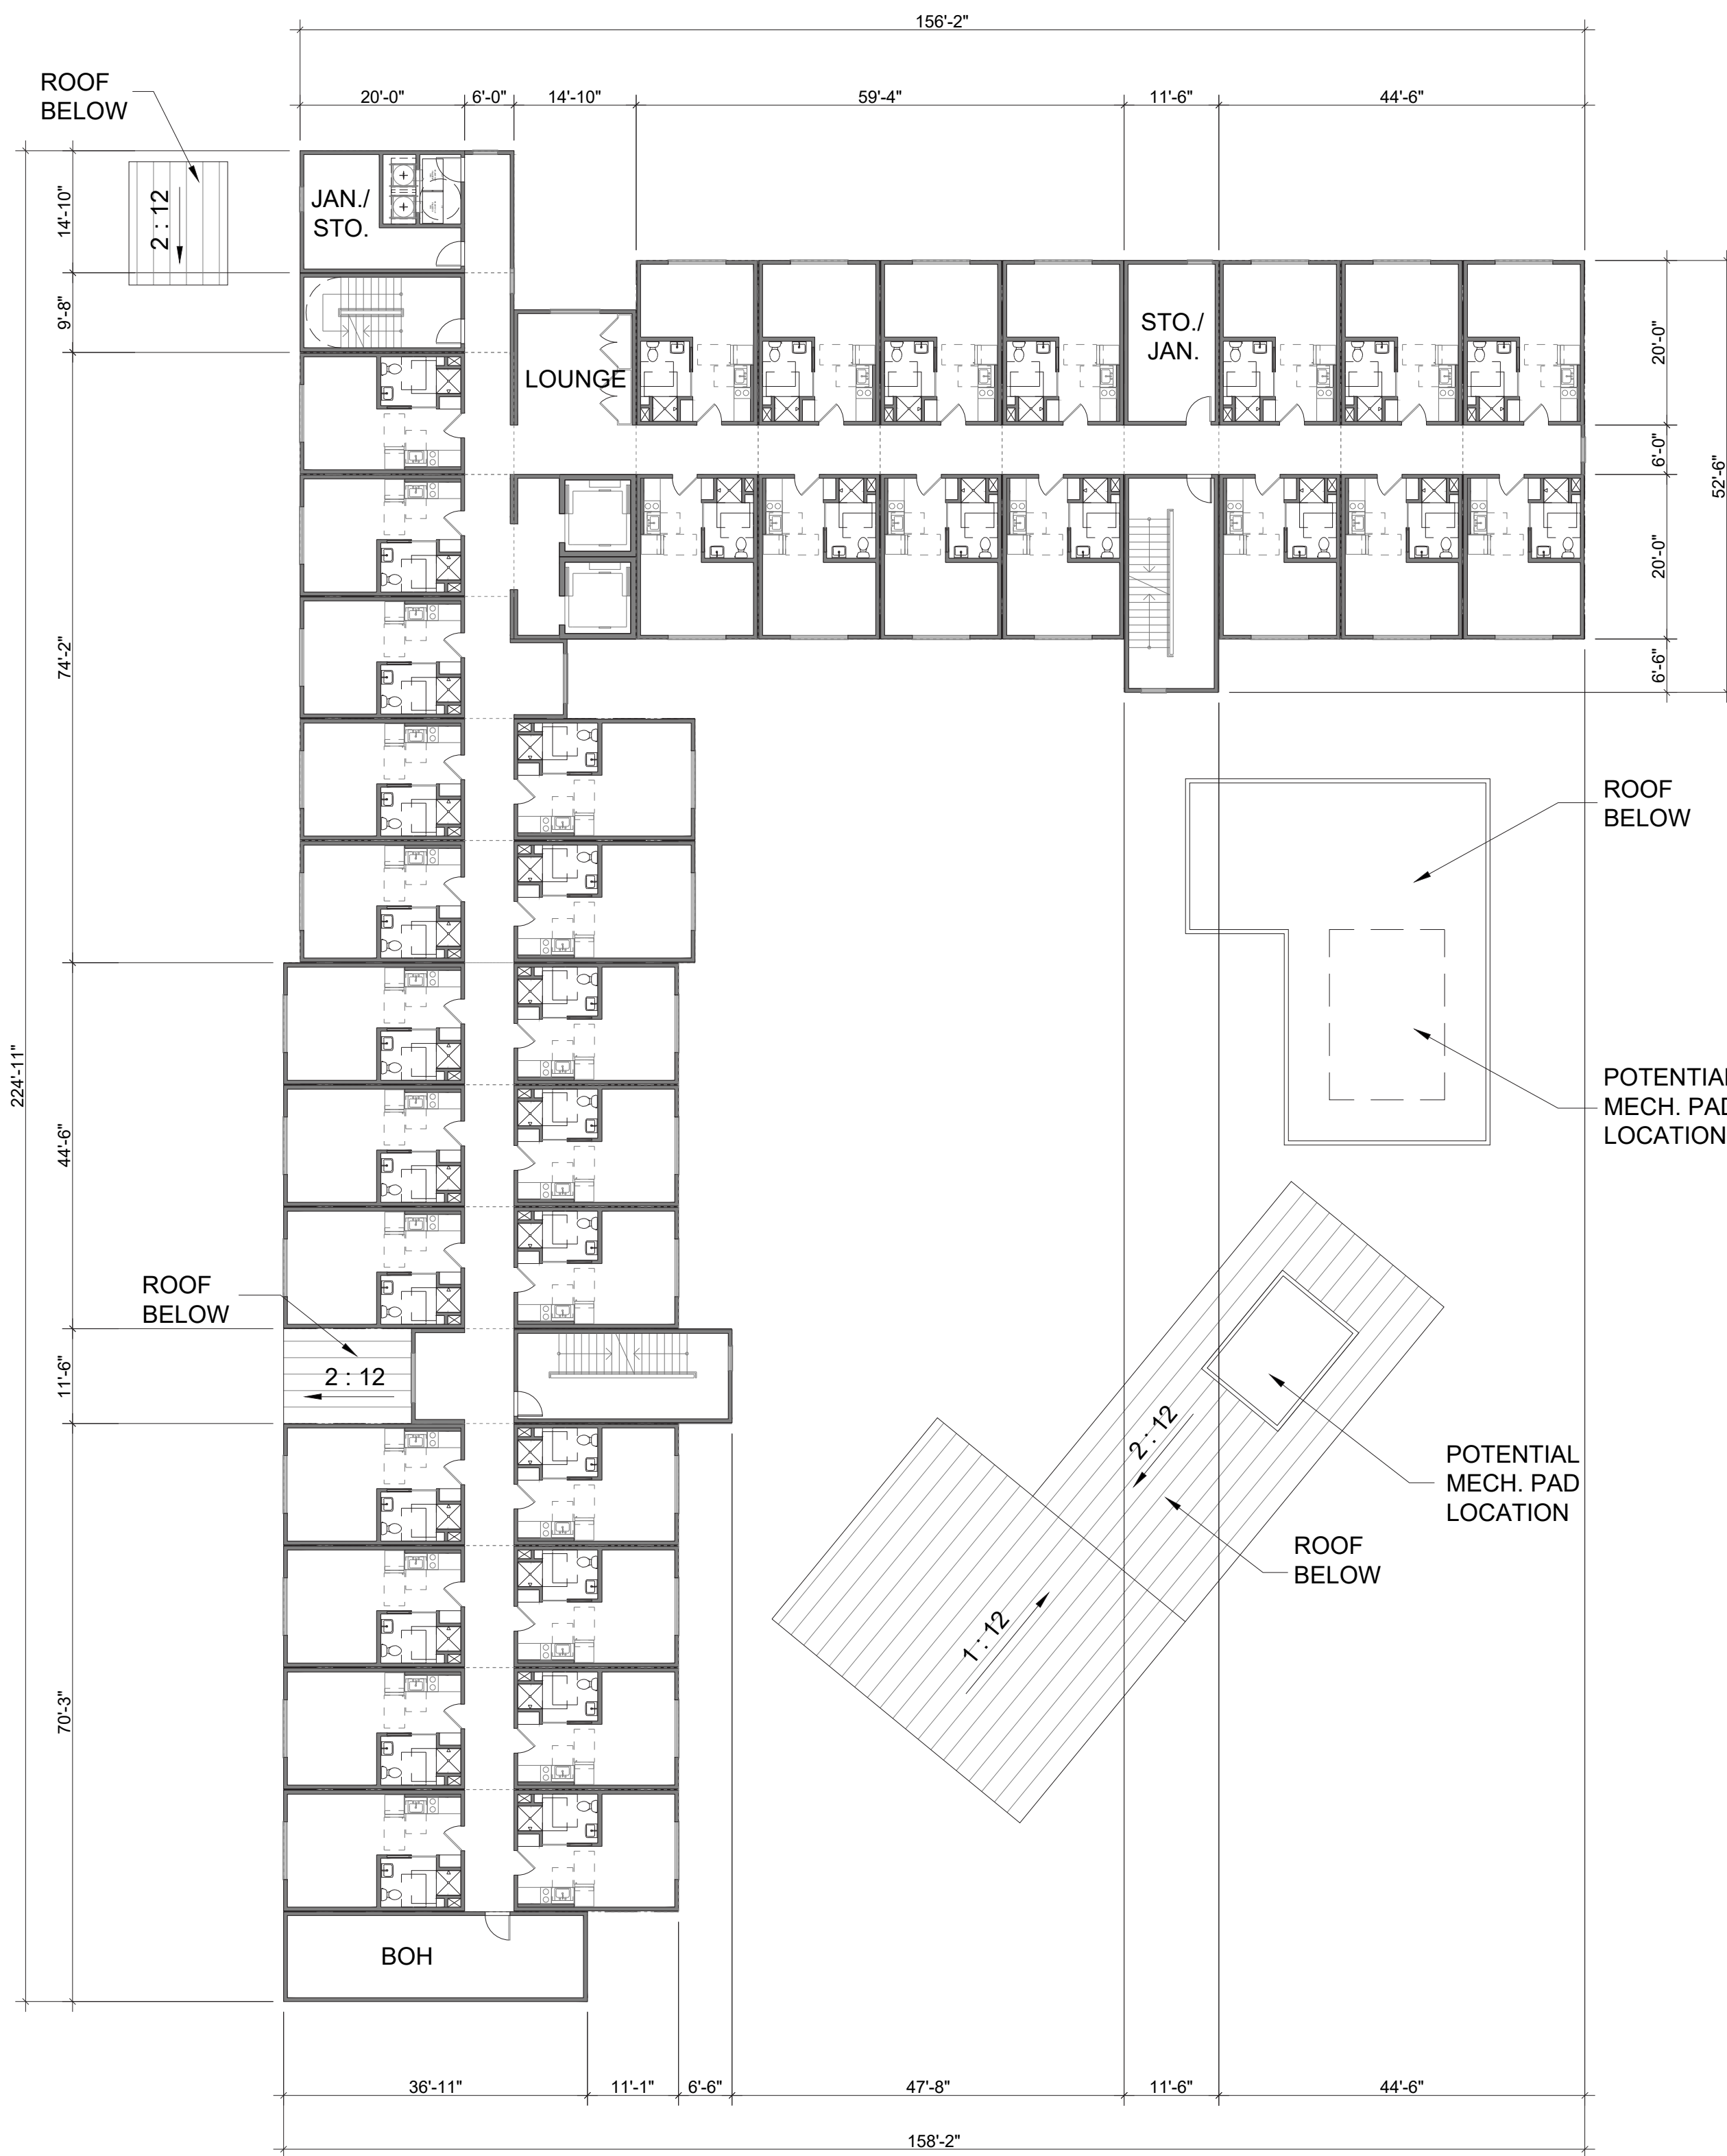 156'-2"
20'-0"
6'-0"
14'-10"
59'-4"
11'-6"
44'-6"
ROOF
BELOW
2 : 12
14'-10"
9'-8"
74'-2"
44'-6"
11'-6"
70'-3"
224'-11"
JAN./
STO.
LOUNGE
STO./
JAN.
20'-0"
6'-0"
20'-0"
6'-6"
52'-6"
ROOF
BELOW
POTENTIAL
MECH. PAD
LOCATION
ROOF
BELOW
2 : 12
2 : 12
POTENTIAL
MECH. PAD
LOCATION
ROOF
BELOW
1 : 12
BOH
36'-11"
11'-1"
6'-6"
47'-8"
11'-6"
44'-6"
158'-2"